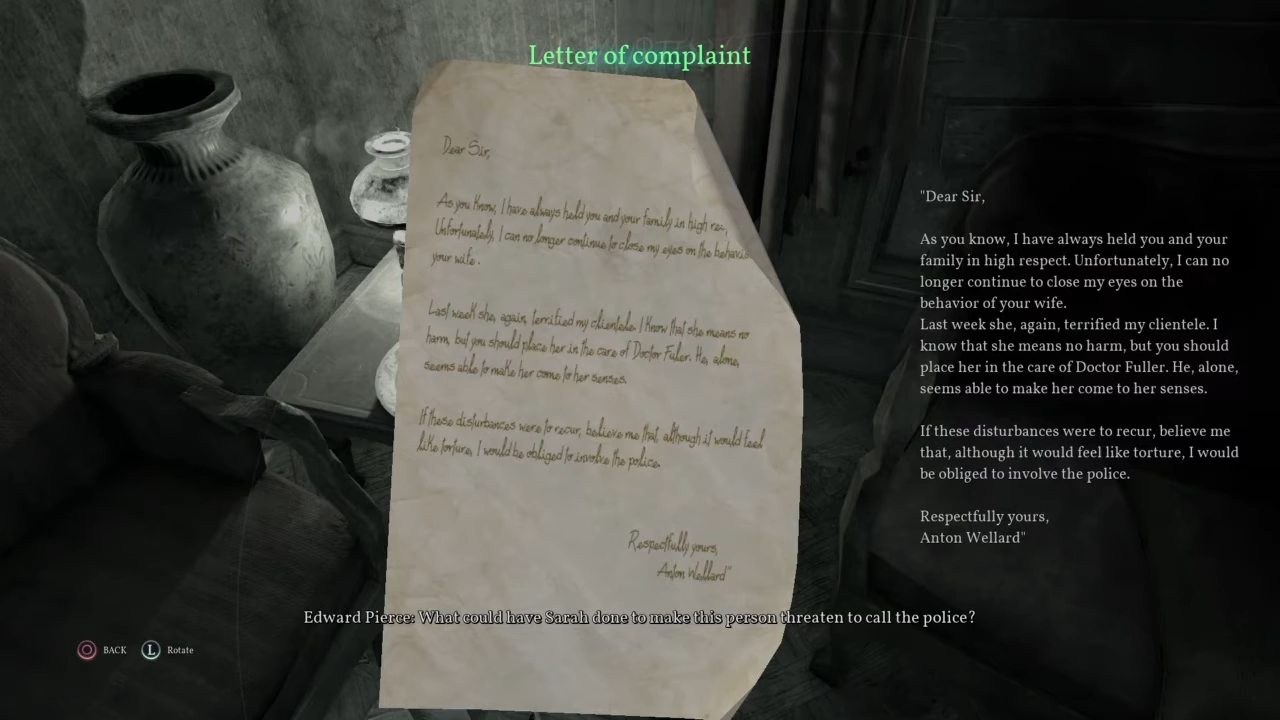 Letter of complaint
Dear Sir,
As you know, I have always held you and your family in high res
Unfortunately, I can no longer continue to close my eyes on the behavio
your wife.
Last week she, again, terrified my clientele. I know that she means no
harm, but you should place her in the care of Doctor Fuller. He, alone,
seems able to make her come to her senses.
If these disturbances were to recur, believe me that, although it would feel
like torture, I would be obliged to involve the police.
Respectfully yours,
Anton Wellard"
"Dear Sir,
As you know, I have always held you and your
family in high respect. Unfortunately, I can no
longer continue to close my eyes on the
behavior of your wife.
Last week she, again, terrified my clientele. I
know that she means no harm, but you should
place her in the care of Doctor Fuller. He, alone,
seems able to make her come to her senses.
If these disturbances were to recur, believe me
that, although it would feel like torture, I would
be obliged to involve the police.
Respectfully yours,
Anton Wellard"
Edward Pierce: What could have Sarah done to make this person threaten to call the police?
BACK
L Rotate